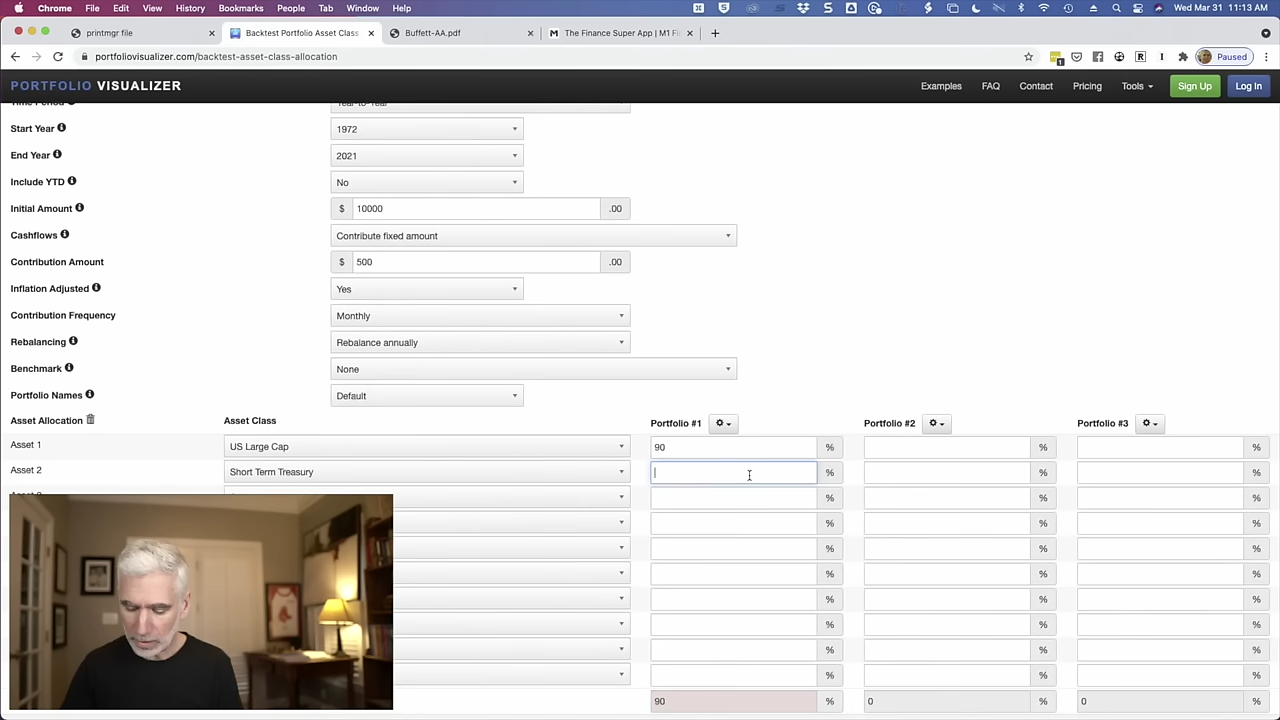 Chrome File Edit View History Bookmarks People Tab Window Help Wed Mar 31 11:13 AM
printmgr Backtest Portfolio Asset Class Buffett-AA.pdf The Finance Super App | M1 Fi
portfoliovisualizer.com/backtest-asset-class-allocation Paused
PORTFOLIO VISUALIZER Examples FAQ Contact Pricing Tools Sign Up Log In
Time Period Year-to-Year
Start Year 1972
End Year 2021
Include YTD No
Initial Amount $ 10000 .00
Cashflows Contribute fixed amount
Contribution Amount $ 500 .00
Inflation Adjusted Yes
Contribution Frequency Monthly
Rebalancing Rebalance annually
Benchmark None
Portfolio Names Default
Asset Allocation Asset Class Portfolio #1 Portfolio #2 Portfolio #3
Asset 1 US Large Cap 90 % % %
Asset 2 Short Term Treasury % % %
% % %
% % %
% % %
% % %
% % %
% % %
% % %
% % %
90 % 0 % 0 %